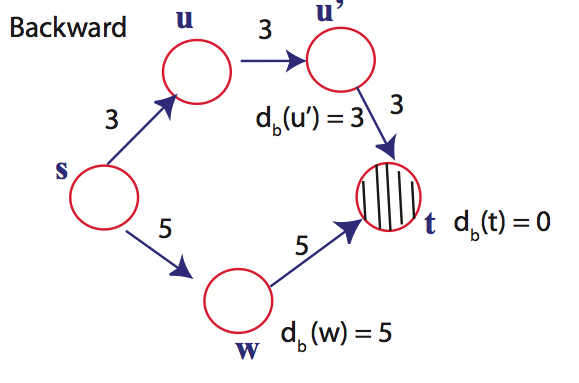 Backward
u
3
u'
3
d_b(u') = 3
3
s
5
5
t
d_b(t) = 0
w
d_b(w) = 5